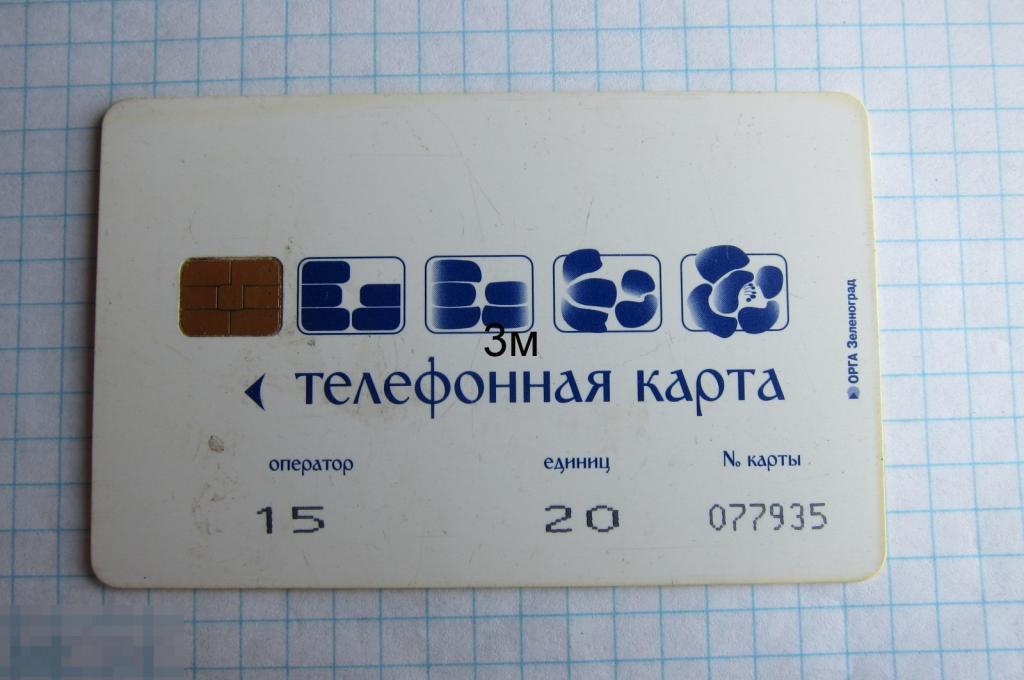 3м
телефонная карта
оператор единиц № карты
15 20 077935
ОРГА Зеленоград